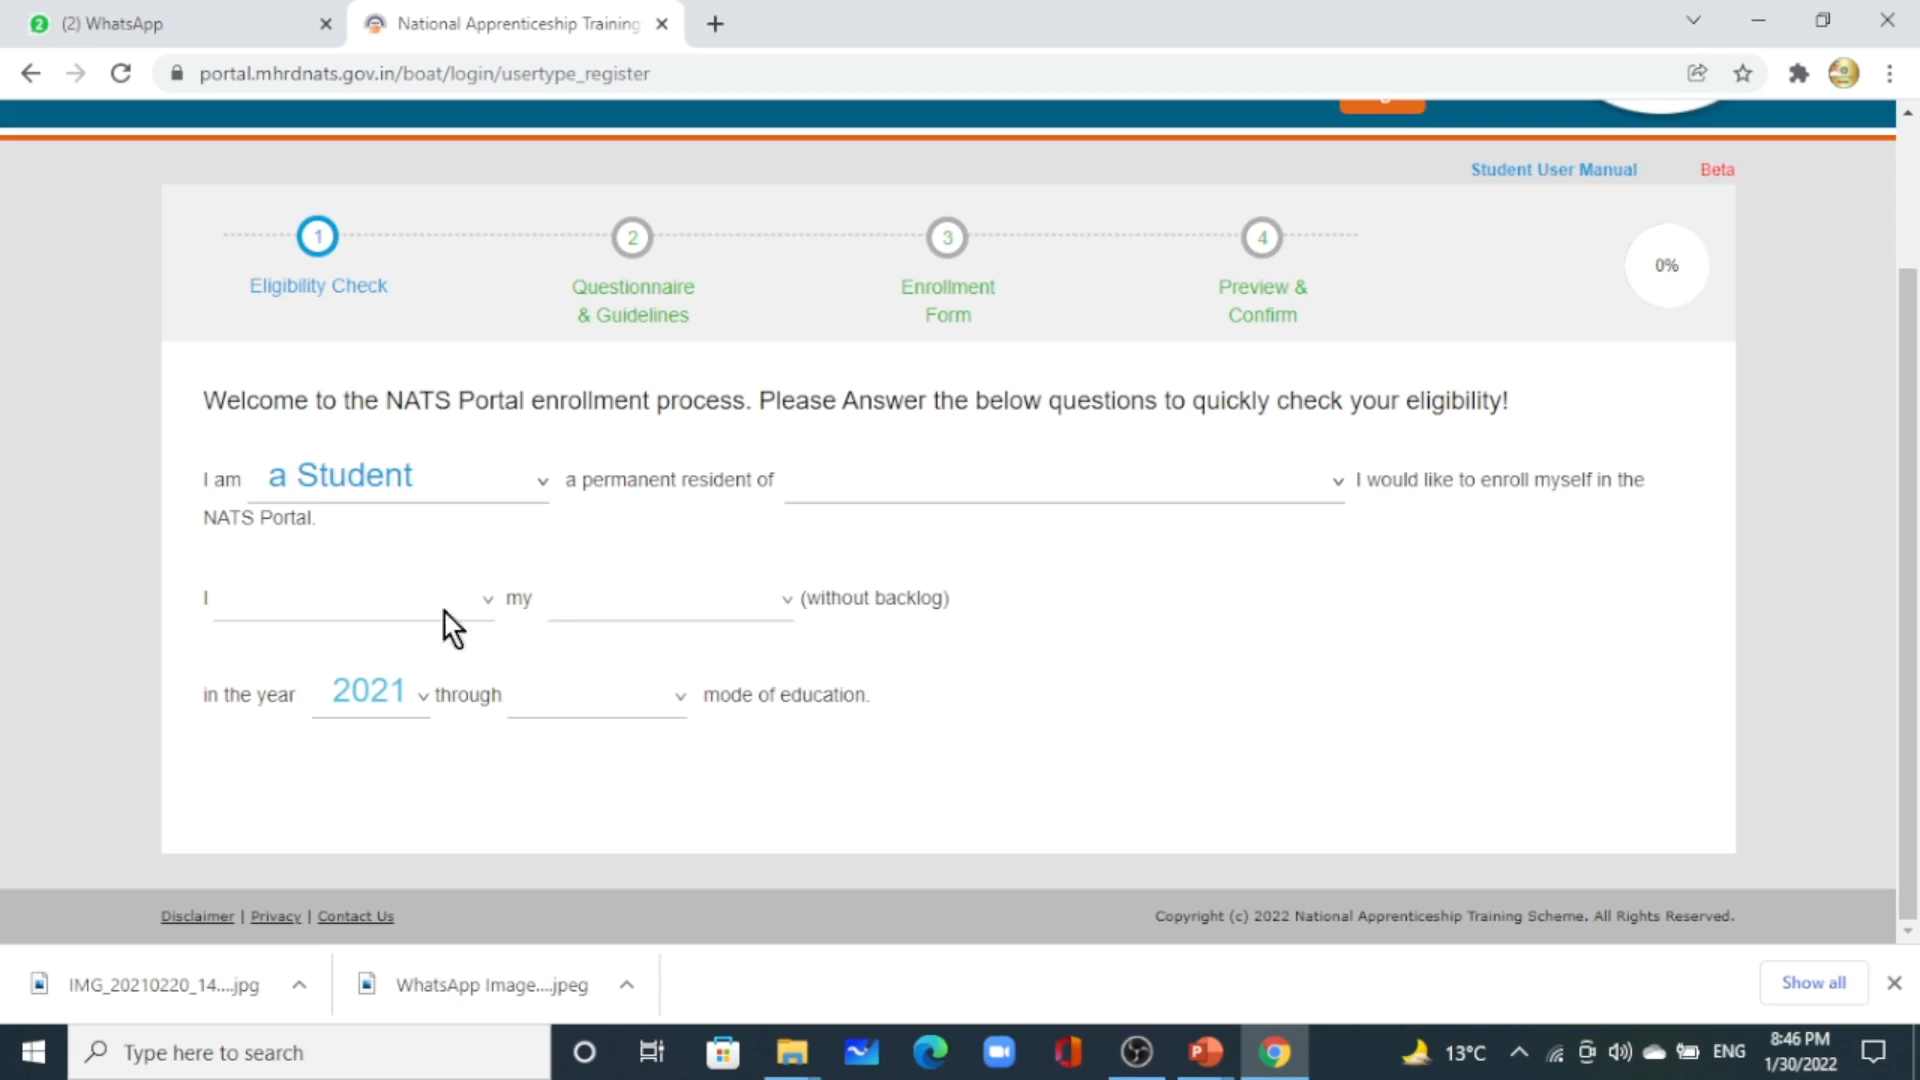 (2) WhatsApp
National Apprenticeship Training
portal.mhrdnats.gov.in/boat/login/usertype_register
Student User Manual Beta
1 2 3 4
0%
Eligibility Check
Questionnaire
& Guidelines
Enrollment
Form
Preview &
Confirm
Welcome to the NATS Portal enrollment process. Please Answer the below questions to quickly check your eligibility!
I am a Student a permanent resident of I would like to enroll myself in the
NATS Portal.
I my (without backlog)
in the year 2021 through mode of education.
Disclaimer | Privacy | Contact Us
Copyright (c) 2022 National Apprenticeship Training Scheme. All Rights Reserved.
IMG_20210220_14....jpg
WhatsApp Image....jpeg
Show all
Type here to search
13°C
ENG
8:46 PM
1/30/2022